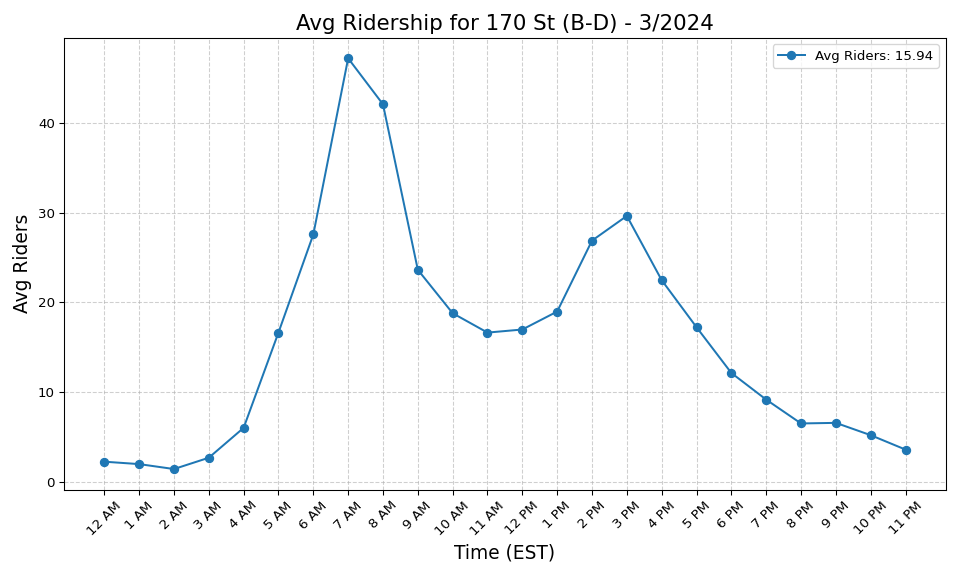 Avg Ridership for 170 St (B-D) - 3/2024
Avg Riders: 15.94
Avg Riders
40
30
20
10
0
12 AM
1 AM
2 AM
3 AM
4 AM
5 AM
6 AM
7 AM
8 AM
9 AM
10 AM
11 AM
12 PM
1 PM
2 PM
3 PM
4 PM
5 PM
6 PM
7 PM
8 PM
9 PM
10 PM
11 PM
Time (EST)